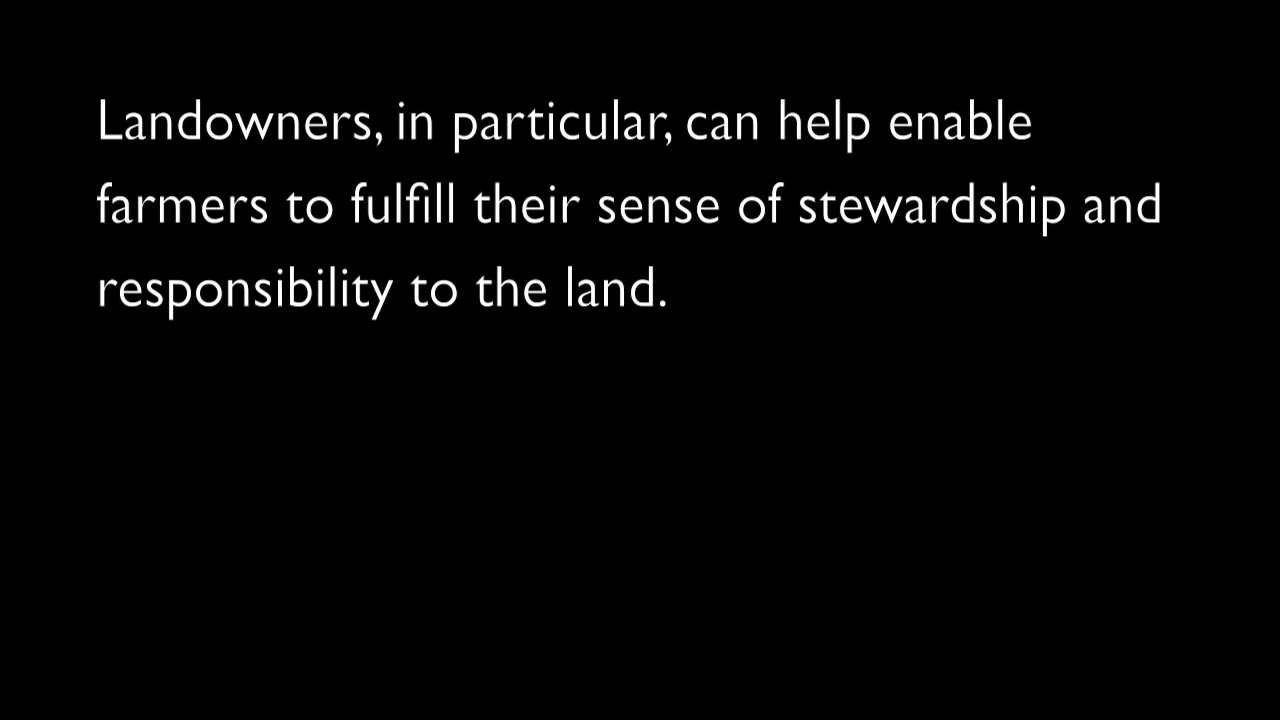 Landowners, in particular, can help enable
farmers to fulfill their sense of stewardship and
responsibility to the land.